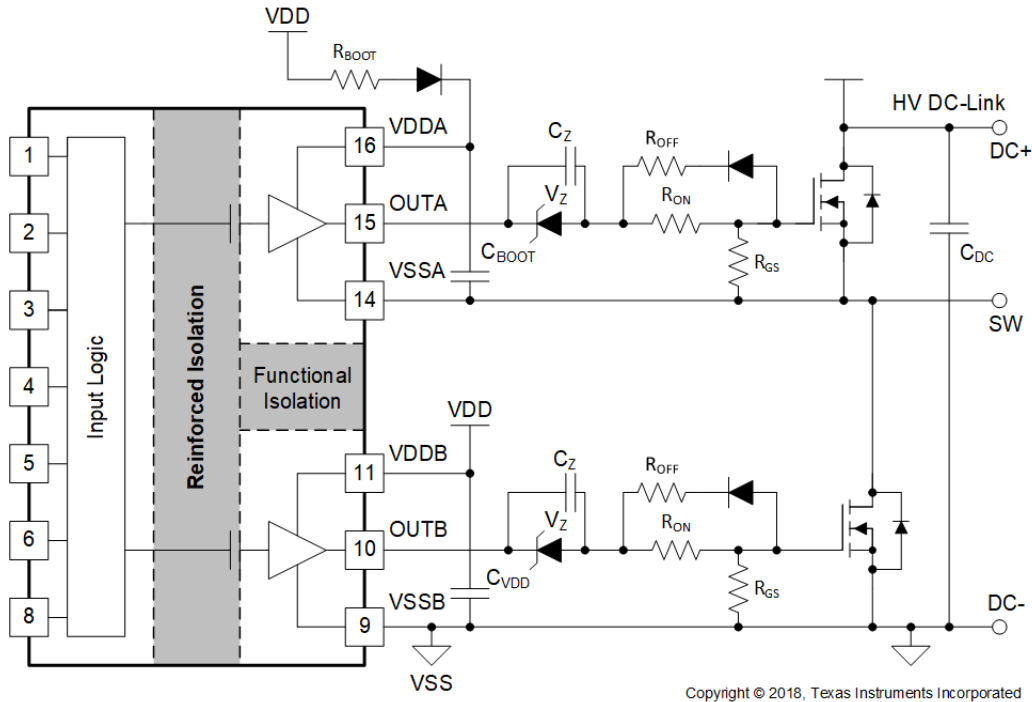 VDD
RBOOT
HV DC-Link
DC+
1
2
3
4
5
6
8
Input Logic
Reinforced Isolation
Functional
Isolation
16
VDDA
15
OUTA
14
VSSA
CBOOT
CZ
VZ
ROFF
RON
RGS
CDC
SW
VDD
11
VDDB
10
OUTB
9
VSSB
CVDD
CZ
VZ
ROFF
RON
RGS
DC-
VSS
Copyright © 2018, Texas Instruments Incorporated